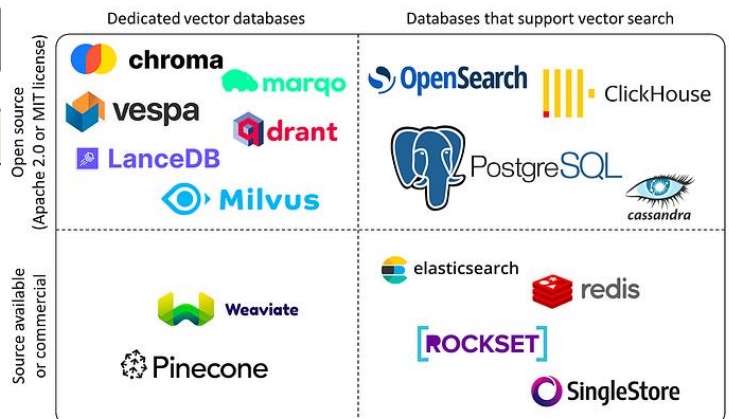 Dedicated vector databases
Databases that support vector search
Open source
(Apache 2.0 or MIT license)
chroma
marqo
vespa
qdrant
LanceDB
Milvus
OpenSearch
ClickHouse
PostgreSQL
cassandra
Source available
or commercial
Weaviate
Pinecone
elasticsearch
redis
[ROCKSET]
SingleStore